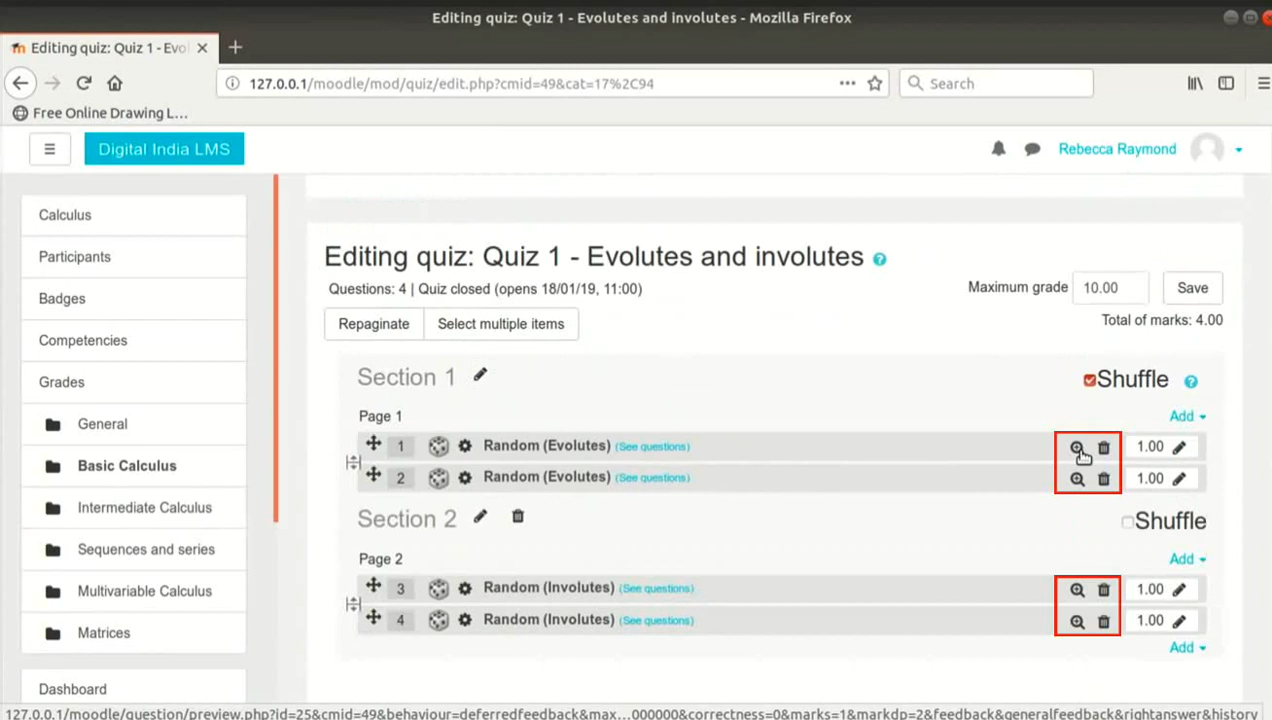 Editing quiz: Quiz 1 - Evolutes and involutes - Mozilla Firefox
Editing quiz: Quiz 1 - Evol
127.0.0.1/moodle/mod/quiz/edit.php?cmid=49&cat=17%2C94
Search
Free Online Drawing L...
Digital India LMS
Rebecca Raymond
Calculus
Participants
Badges
Competencies
Grades
General
Basic Calculus
Intermediate Calculus
Sequences and series
Multivariable Calculus
Matrices
Dashboard
Editing quiz: Quiz 1 - Evolutes and involutes
Questions: 4 | Quiz closed (opens 18/01/19, 11:00)
Maximum grade 10.00 Save
Total of marks: 4.00
Repaginate Select multiple items
Section 1 Shuffle
Page 1 Add
1 Random (Evolutes) (See questions) 1.00
2 Random (Evolutes) (See questions) 1.00
Section 2 Shuffle
Page 2 Add
3 Random (Involutes) (See questions) 1.00
4 Random (Involutes) (See questions) 1.00
Add
127.0.0.1/moodle/question/preview.php?id=25&cmid=49&behaviour=deferredfeedback&max...000000&correctness=0&marks=1&markdp=2&feedback&generalfeedback&rightanswer&history